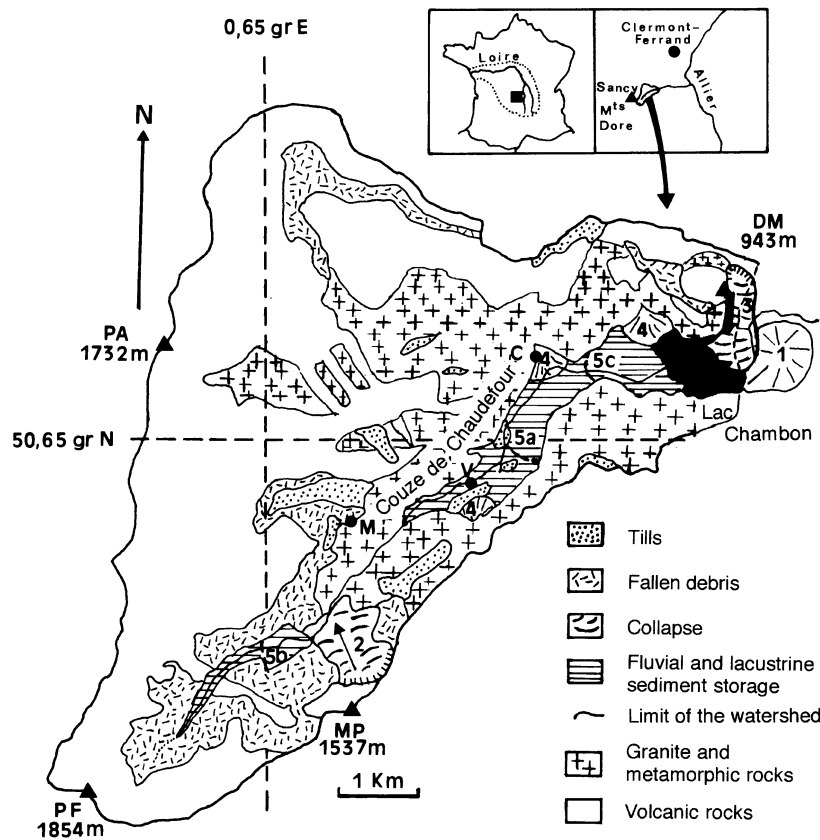 0,65 gr E
Loire
Clermont-
Ferrand
Allier
Sancy
Mts
Dore
N
DM
943m
PA
1732m
3
4
1
C
4
5c
Lac
Chambon
50,65 gr N
5a
Couze de Chaudefour
V
4
M
2
5b
MP
1537m
1 Km
PF
1854m
Tills
Fallen debris
Collapse
Fluvial and lacustrine
sediment storage
Limit of the watershed
Granite and
metamorphic rocks
Volcanic rocks